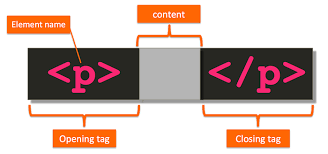 content
Element name
<p>
</p>
Opening tag
Closing tag